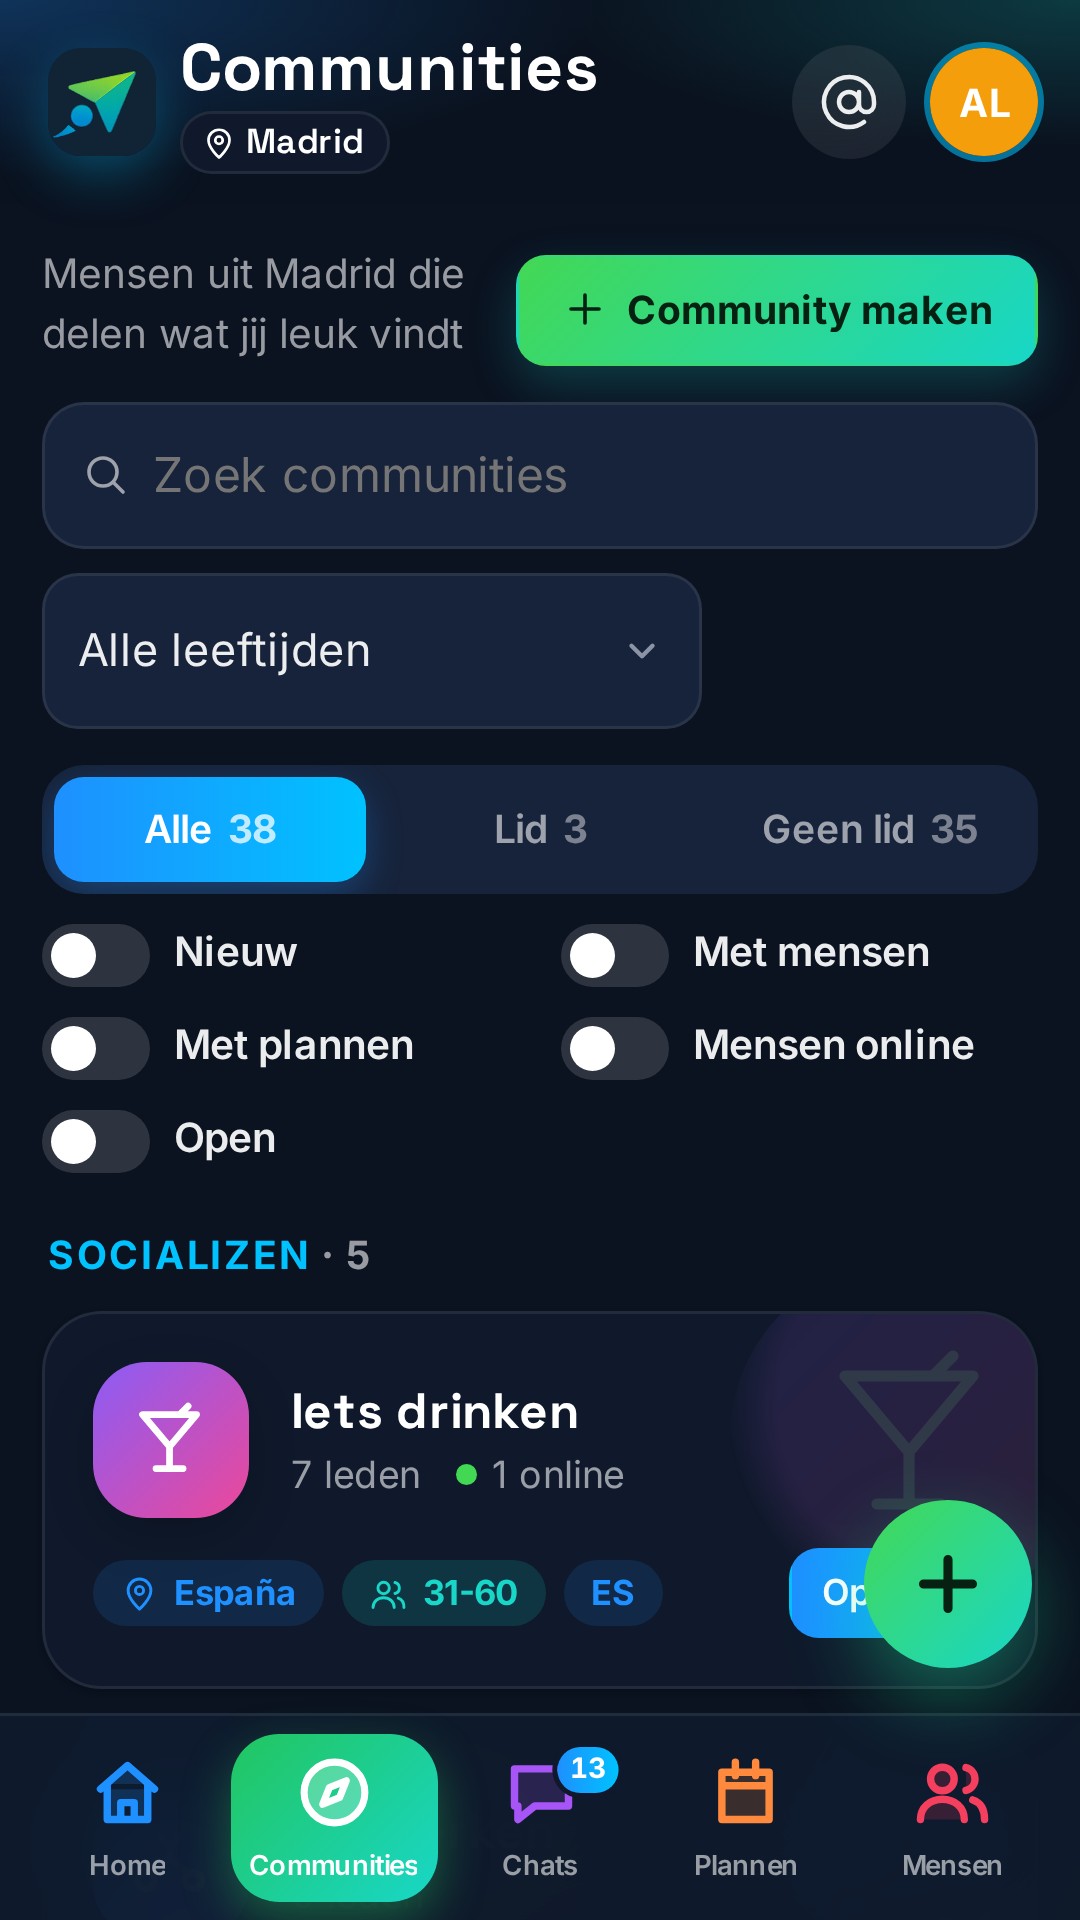 Communities
Madrid
AL
Mensen uit Madrid die
delen wat jij leuk vindt
Community maken
Zoek communities
Alle leeftijden
Alle 38
Lid 3
Geen lid 35
Nieuw
Met mensen
Met plannen
Mensen online
Open
SOCIALIZEN · 5
Iets drinken
7 leden
1 online
España
31-60
ES
Op
13
Home
Communities
Chats
Plannen
Mensen